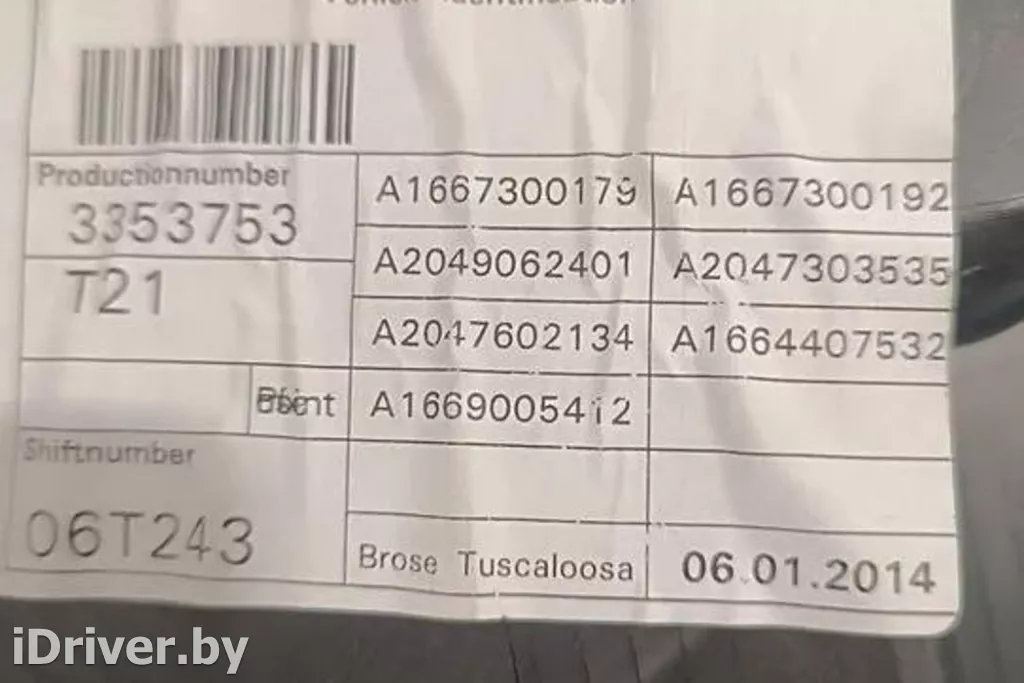 Productionnumber
3353753
T21
A1667300179 A1667300192
A2049062401 A2047303535
A2047602134 A1664407532
A1669005412
Shiftnumber
06T243
Brose Tuscaloosa 06.01.2014
iDriver.by